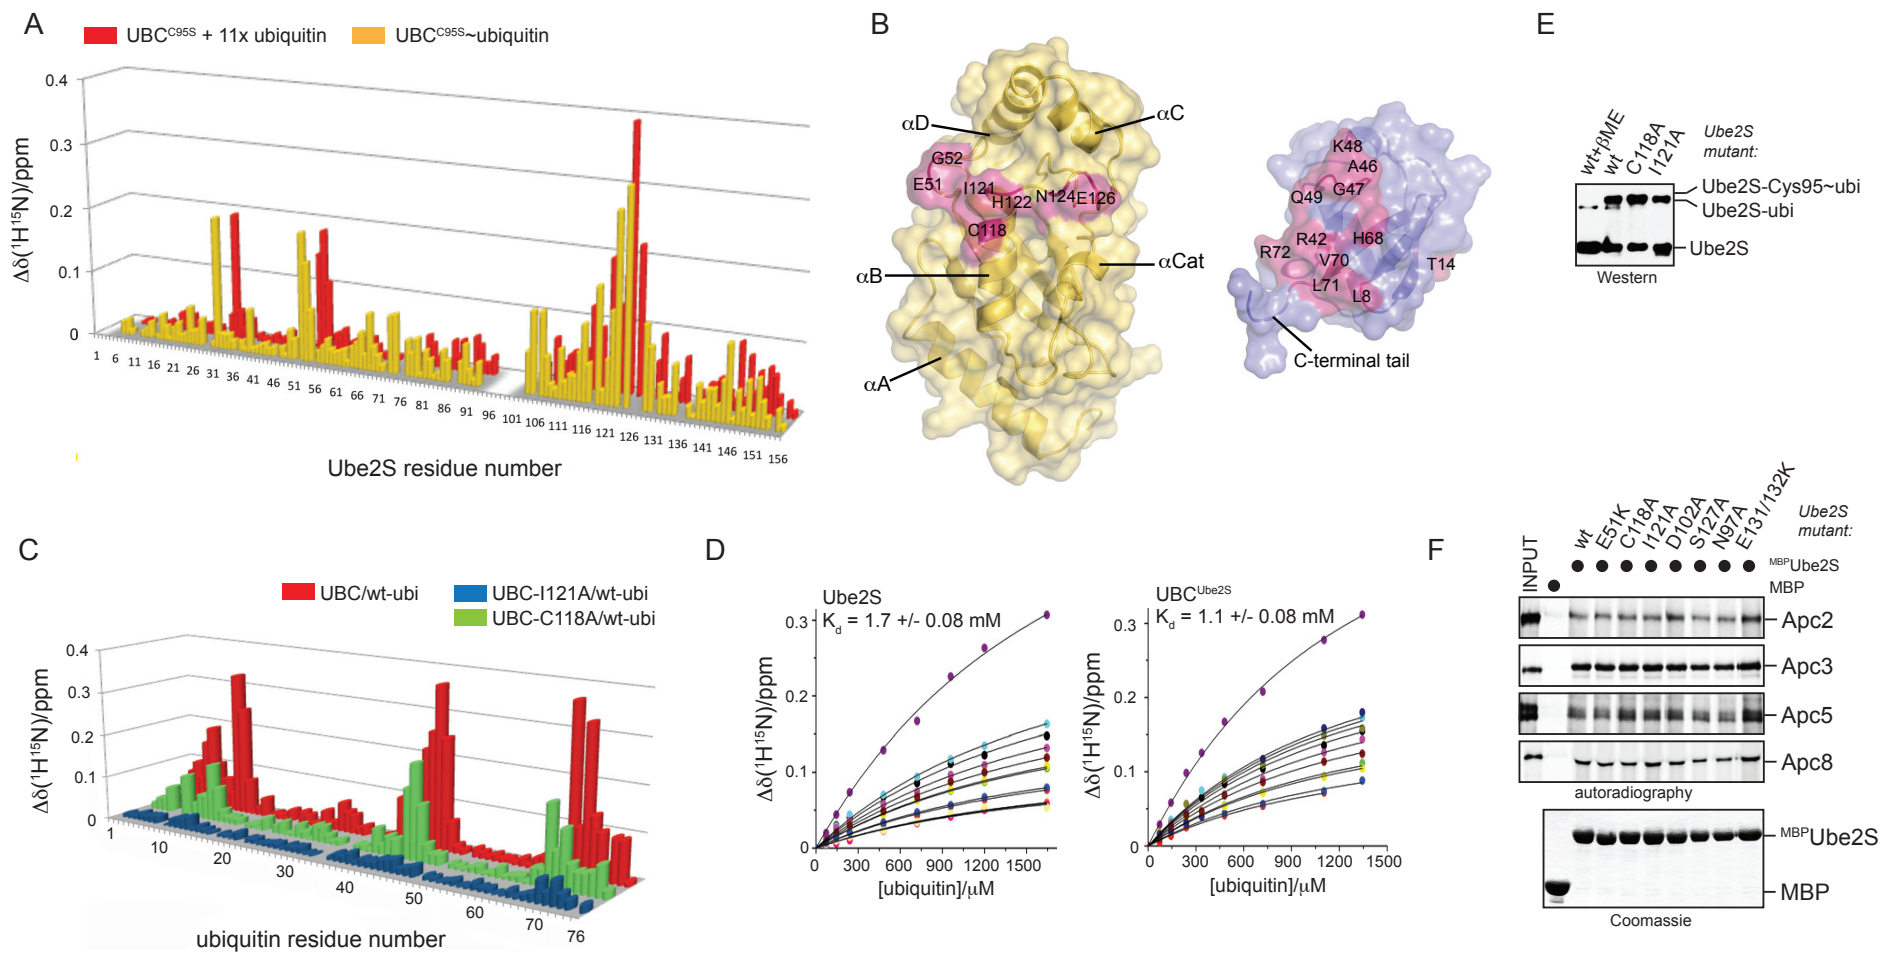 A
UBCC95S + 11x ubiquitin
UBCC95S~ubiquitin
0.4
0.3
0.2
0.1
0
Δδ(1H15N)/ppm
1 6 11 16 21 26 31 36 41 46 51 56 61 66 71 76 81 86 91 96 101 106 111 116 121 126 131 136 141 146 151 156
Ube2S residue number
B
αD
αC
G52
E51
I121
H122
N124
E126
C118
αB
αCat
αA
K48
A46
G47
Q49
R42
H68
R72
V70
T14
L71
L8
C-terminal tail
E
wt+βME
wt
C118A
I121A
Ube2S
mutant:
Ube2S-Cys95~ubi
Ube2S-ubi
Ube2S
Western
C
UBC/wt-ubi
UBC-I121A/wt-ubi
UBC-C118A/wt-ubi
0.4
0.3
0.2
0.1
0
Δδ(1H15N)/ppm
1 10 20 30 40 50 60 70 76
ubiquitin residue number
D
Ube2S
Kd = 1.7 +/- 0.08 mM
0.3
0.2
0.1
0
Δδ(1H15N)/ppm
0 300 600 900 1200 1500
[ubiquitin]/μM
UBCUbe2S
Kd = 1.1 +/- 0.08 mM
0.3
0.2
0.1
0
Δδ(1H15N)/ppm
0 300 600 900 1200 1500
[ubiquitin]/μM
F
INPUT
wt
E51K
C118A
I121A
D102A
S127A
N97A
E131/132K
Ube2S
mutant:
MBPUbe2S
MBP
Apc2
Apc3
Apc5
Apc8
autoradiography
MBPUbe2S
MBP
Coomassie